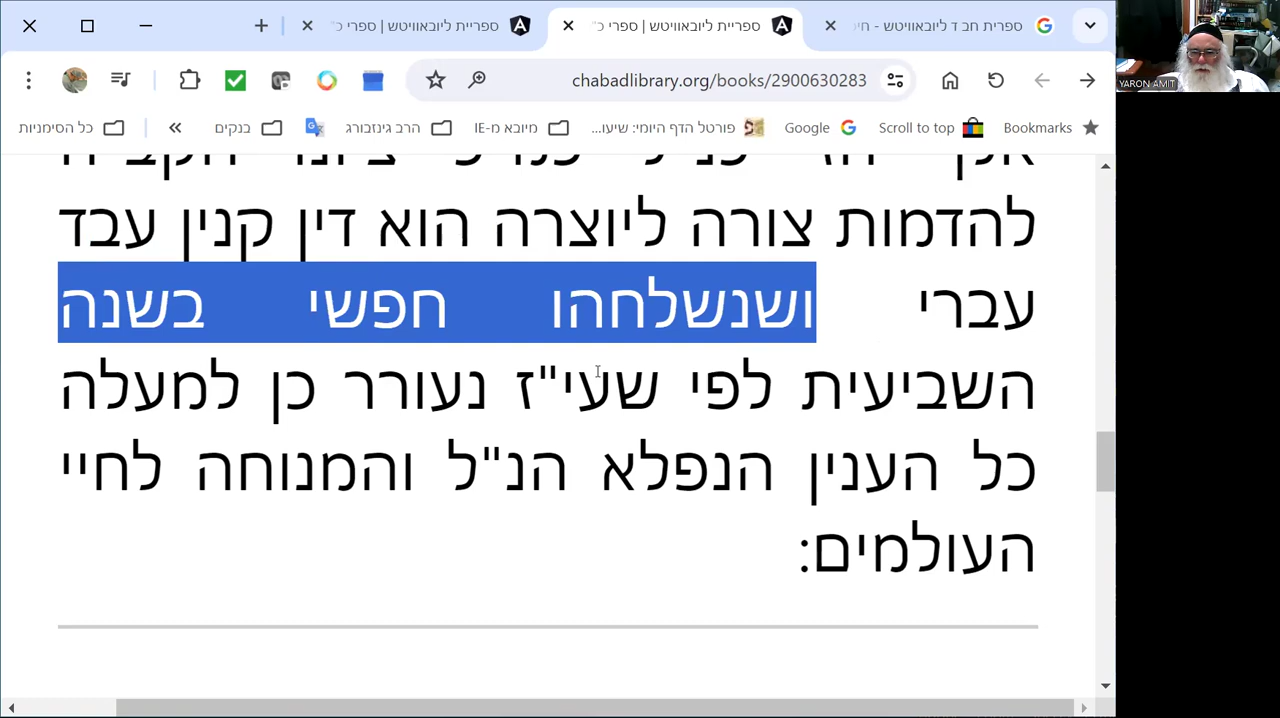 ספריית ליובאוויטש | ספרי כ"
ספריית ליובאוויטש | ספרי כ"
ספרית חב ד ליובאוויטש - חי
chabadlibrary.org/books/2900630283
YARON AMIT
כל הסימניות
«
בנקים
הרב גינזבורג
מיובא מ-IE
פורטל הדף היומי: שיעו...
Google
Scroll to top
Bookmarks
להדמות צורה ליוצרה הוא דין קנין עבד
עברי ושנשלחהו חפשי בשנה
השביעית לפי שעי"ז נעורר כן למעלה
כל הענין הנפלא הנ"ל והמנוחה לחיי
העולמים: